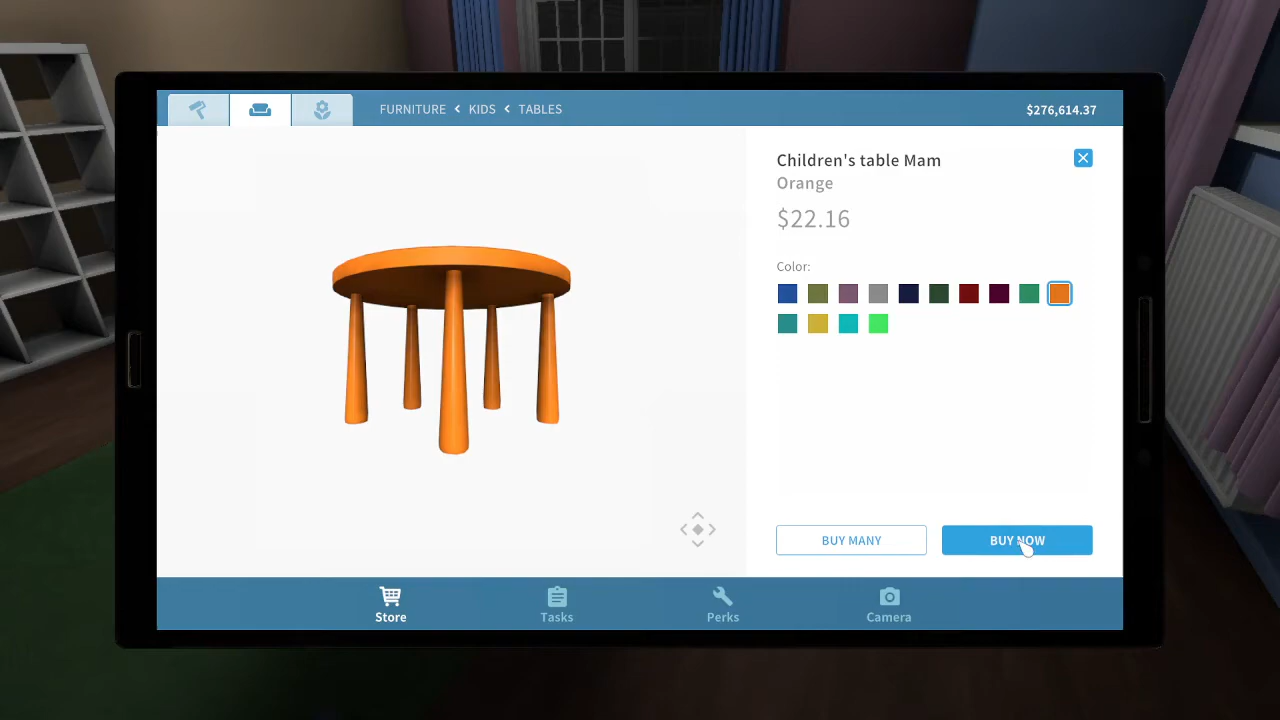 FURNITURE < KIDS < TABLES
$276,614.37
Children's table Mam
Orange
$22.16
Color:
BUY MANY
BUY NOW
Store
Tasks
Perks
Camera